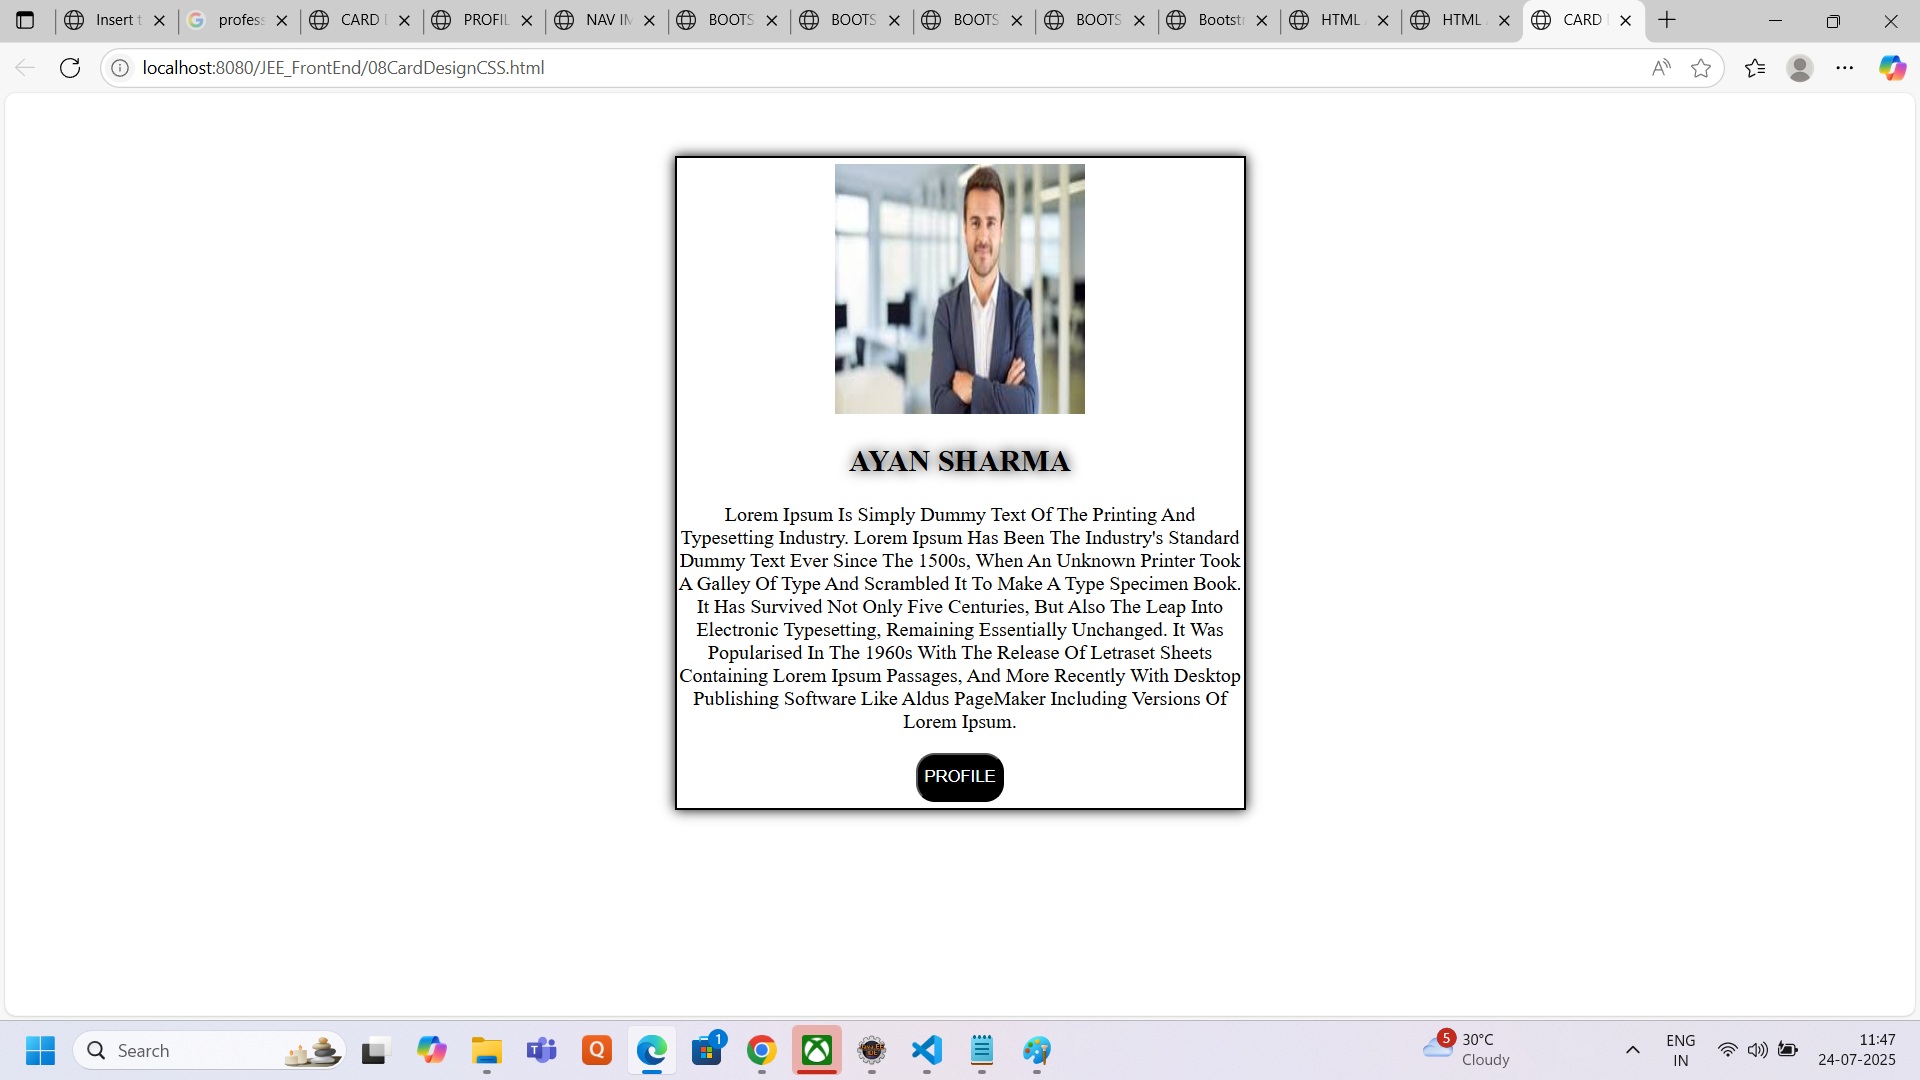 Insert t
profess
CARD D
PROFIL
NAV IM
BOOTS
BOOTS
BOOTS
BOOTS
Bootst
HTML
HTML
CARD
localhost:8080/JEE_FrontEnd/08CardDesignCSS.html
AYAN SHARMA
Lorem Ipsum Is Simply Dummy Text Of The Printing And
Typesetting Industry. Lorem Ipsum Has Been The Industry's Standard
Dummy Text Ever Since The 1500s, When An Unknown Printer Took
A Galley Of Type And Scrambled It To Make A Type Specimen Book.
It Has Survived Not Only Five Centuries, But Also The Leap Into
Electronic Typesetting, Remaining Essentially Unchanged. It Was
Popularised In The 1960s With The Release Of Letraset Sheets
Containing Lorem Ipsum Passages, And More Recently With Desktop
Publishing Software Like Aldus PageMaker Including Versions Of
Lorem Ipsum.
PROFILE
Search
1
5
30°C
Cloudy
ENG
IN
11:47
24-07-2025